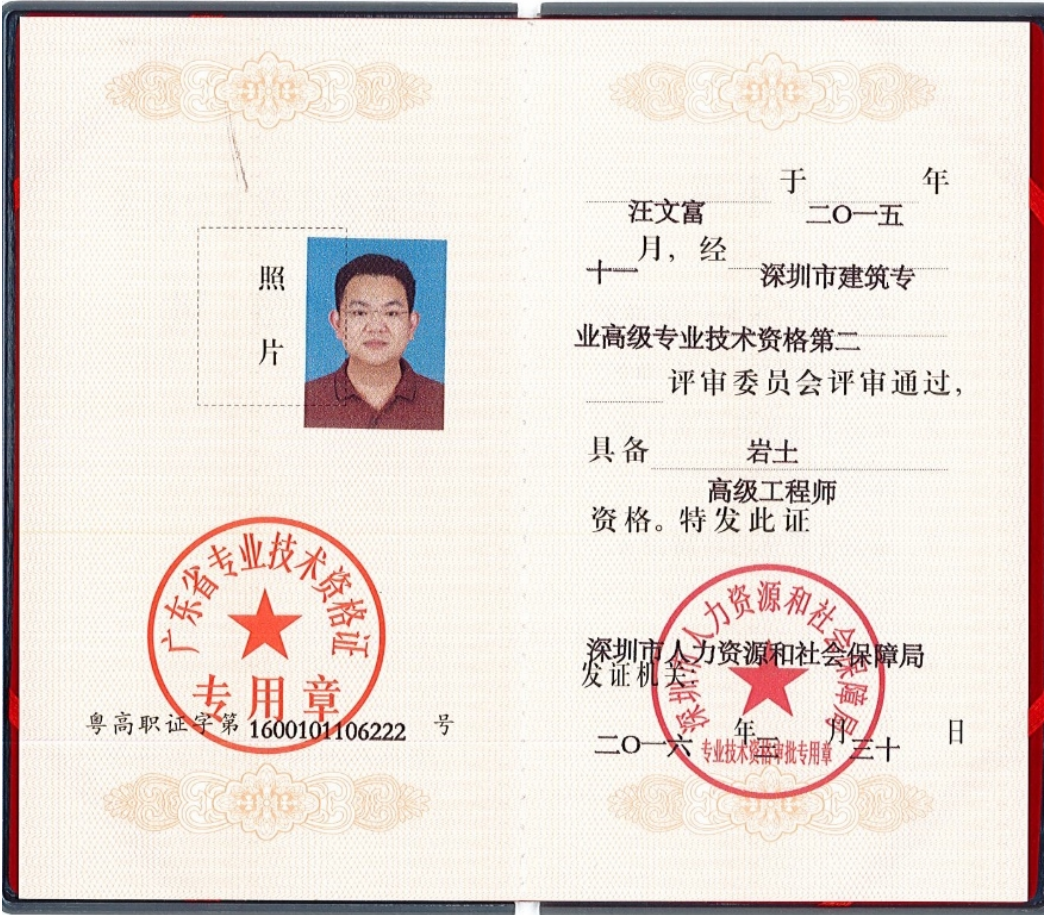 照
片
广东省专业技术资格证
专用章
粤高职证字第 1600101106222 号
汪文富 于 二O一五 年
十一 月，经 深圳市建筑专
业高级专业技术资格第二
评审委员会评审通过，
具备 岩土
高级工程师
资格。特发此证
深圳市人力资源和社会保障局
发证机关：
深圳市人力资源和社会保障局
专业技术资格审批专用章
二O一六 年 三 月 三十 日